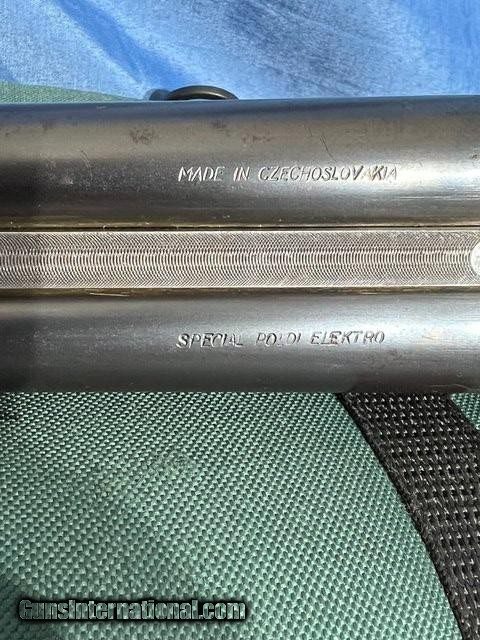 MADE IN CZECHOSLOVAKIA
SPECIAL POLDI ELEKTRO
GunsInternational.com